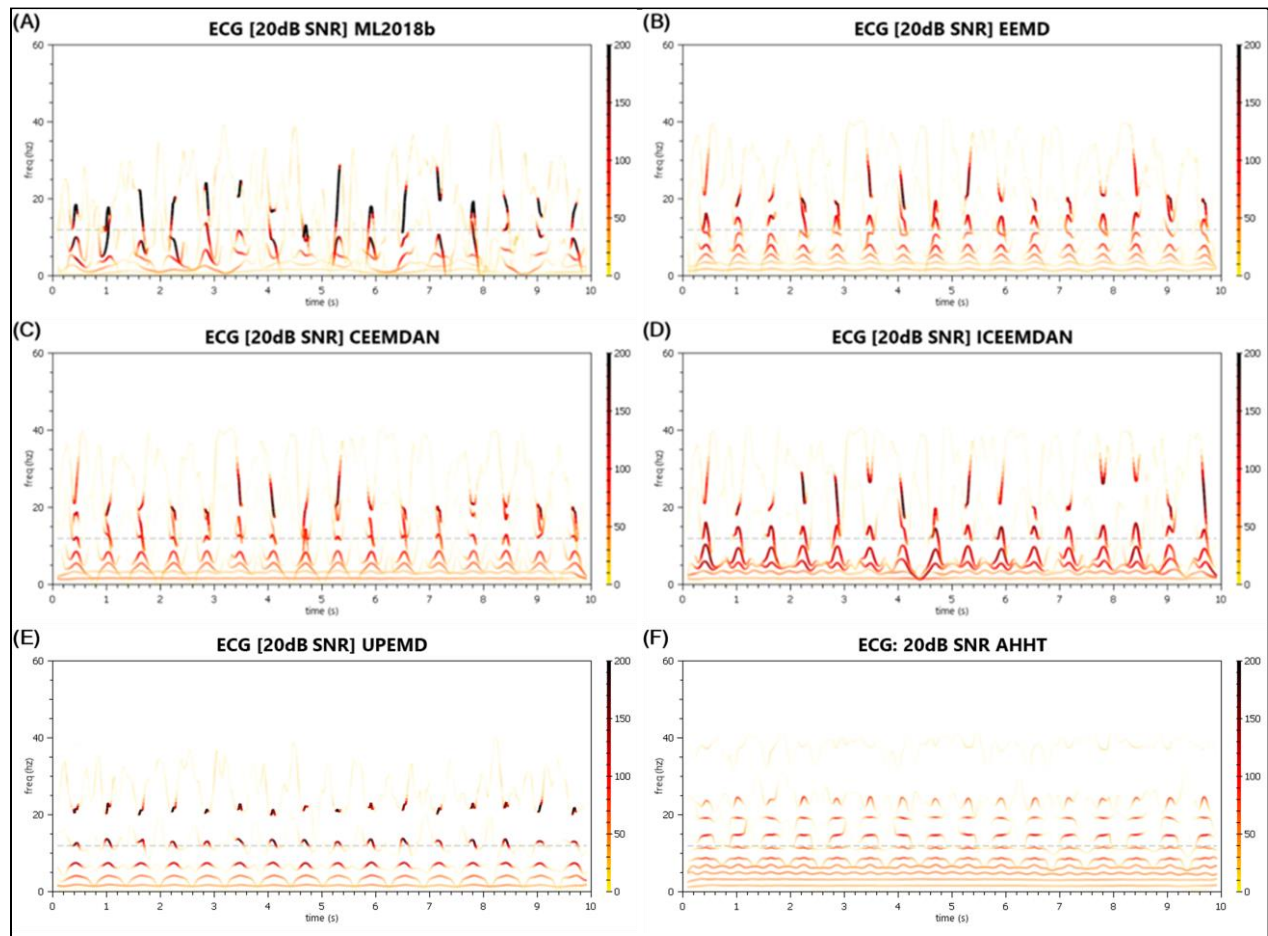 (A) ECG [20dB SNR] ML2018b
60
40
20
0
freq (hz)
0 1 2 3 4 5 6 7 8 9 10
time (s)
200
150
100
50
0
(B) ECG [20dB SNR] EEMD
60
40
20
0
freq (hz)
0 1 2 3 4 5 6 7 8 9 10
time (s)
200
150
100
50
0
(C) ECG [20dB SNR] CEEMDAN
60
40
20
0
freq (hz)
0 1 2 3 4 5 6 7 8 9 10
time (s)
200
150
100
50
0
(D) ECG [20dB SNR] ICEEMDAN
60
40
20
0
freq (hz)
0 1 2 3 4 5 6 7 8 9 10
time (s)
200
150
100
50
0
(E) ECG [20dB SNR] UPEMD
60
40
20
0
freq (hz)
0 1 2 3 4 5 6 7 8 9 10
time (s)
200
150
100
50
0
(F) ECG: 20dB SNR AHHT
60
40
20
0
freq (hz)
0 1 2 3 4 5 6 7 8 9 10
time (s)
200
150
100
50
0